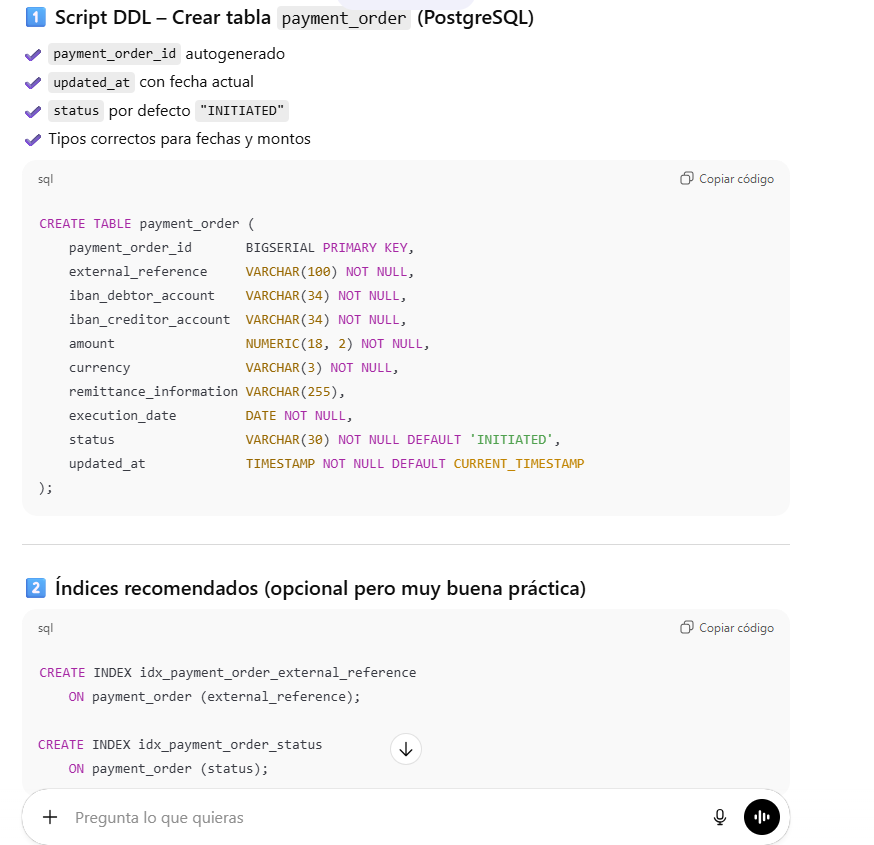 1 Script DDL – Crear tabla payment_order (PostgreSQL)
payment_order_id autogenerado
updated_at con fecha actual
status por defecto "INITIATED"
Tipos correctos para fechas y montos
sql
Copiar código
CREATE TABLE payment_order (
    payment_order_id       BIGSERIAL PRIMARY KEY,
    external_reference     VARCHAR(100) NOT NULL,
    iban_debtor_account    VARCHAR(34) NOT NULL,
    iban_creditor_account  VARCHAR(34) NOT NULL,
    amount                 NUMERIC(18, 2) NOT NULL,
    currency               VARCHAR(3) NOT NULL,
    remittance_information VARCHAR(255),
    execution_date         DATE NOT NULL,
    status                 VARCHAR(30) NOT NULL DEFAULT 'INITIATED',
    updated_at             TIMESTAMP NOT NULL DEFAULT CURRENT_TIMESTAMP
);
2 Índices recomendados (opcional pero muy buena práctica)
sql
Copiar código
CREATE INDEX idx_payment_order_external_reference
    ON payment_order (external_reference);
CREATE INDEX idx_payment_order_status
    ON payment_order (status);
Pregunta lo que quieras